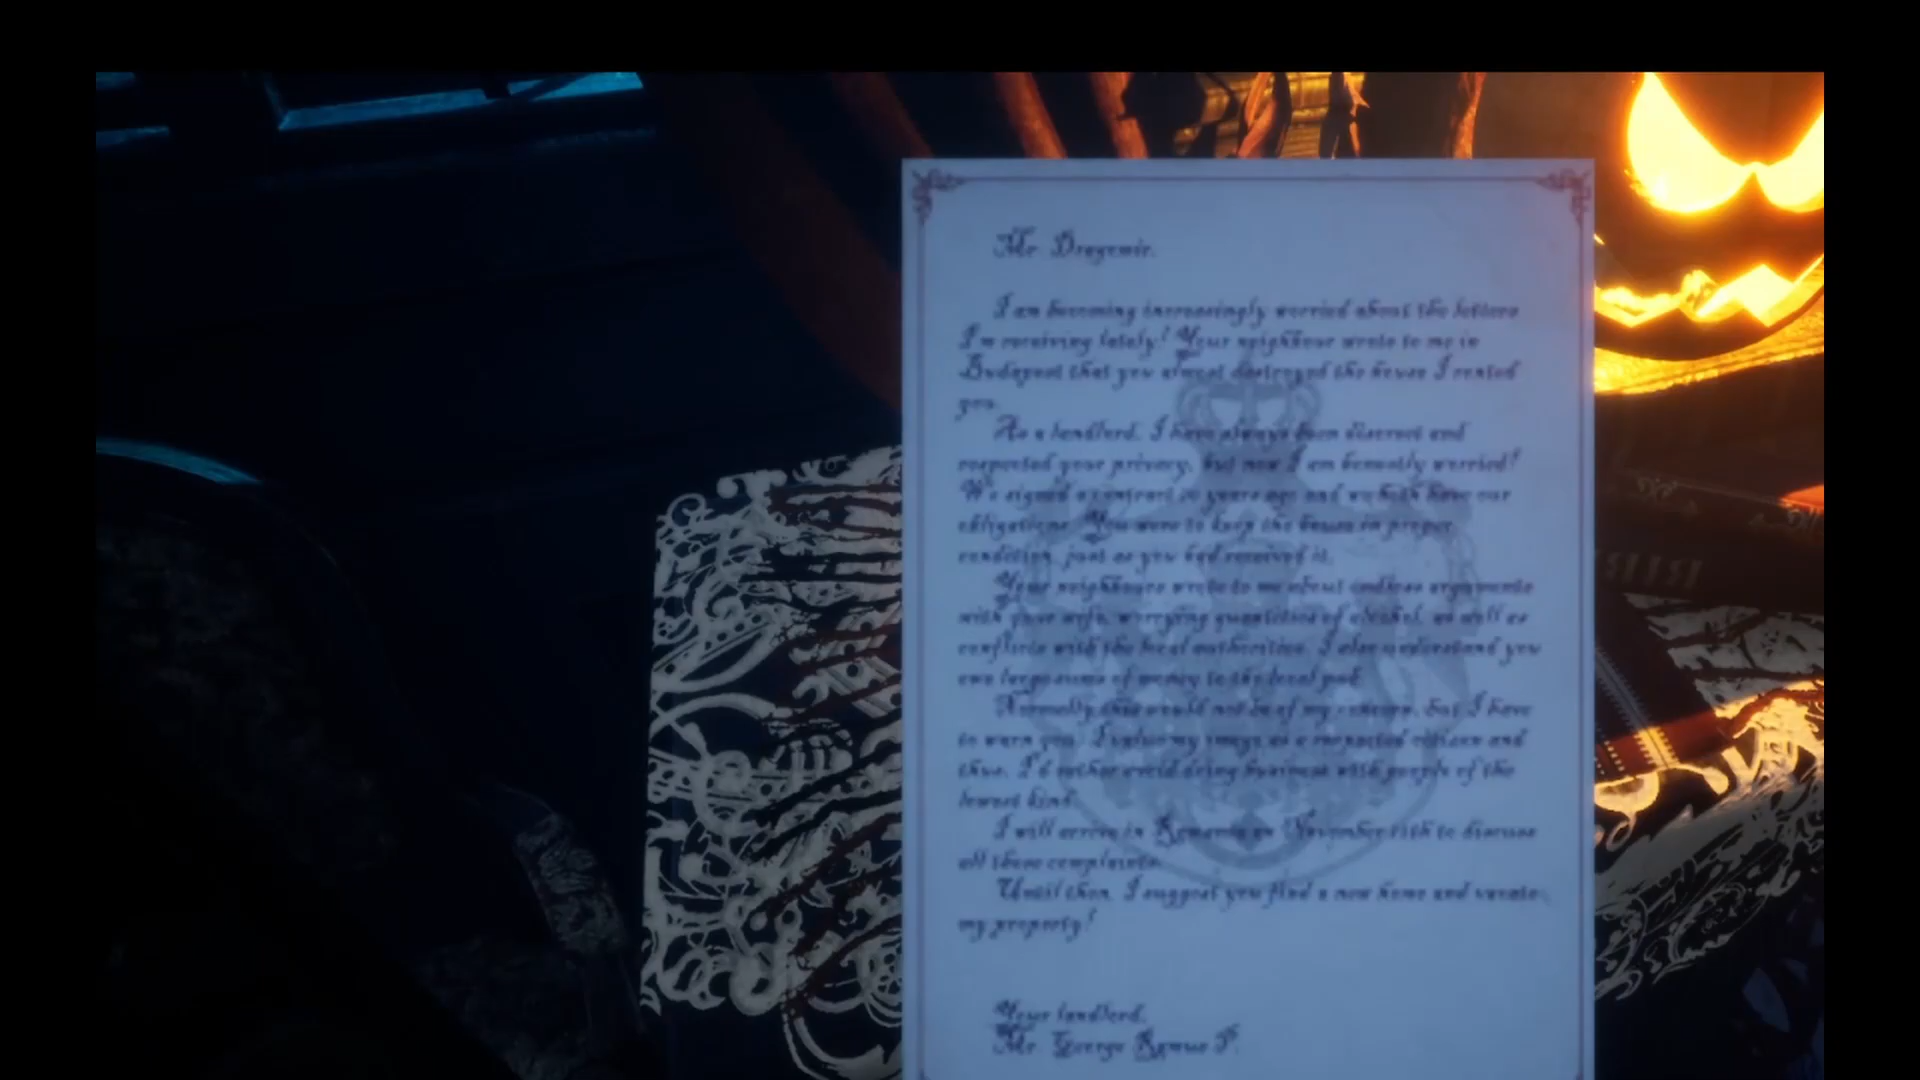 Mr. Dragomir,
I am becoming increasingly worried about the letters
I'm receiving lately! Your neighbour wrote to me in
Budapest that you almost destroyed the house I rented
you.
As a landlord, I have always been discreet and
respected your privacy, but now I am honestly worried!
We signed a contract 20 years ago and we both have our
obligations. You were to keep the house in proper
condition, just as you had received it.
Your neighbours wrote to me about endless arguments
with your wife, worrying quantities of alcohol, as well as
conflicts with the local authorities. I also understand you
owe large sums of money to the local pub.
Normally this would not be of my concern, but I have
to warn you. I value my image as a respected citizen and
thus, I'd rather avoid doing business with people of the
lowest kind.
I will arrive in Romania on November to discuss
all these complaints.
Until then, I suggest you find a new home and vacate
my property!
Your landlord,
Mr. George Remus P.